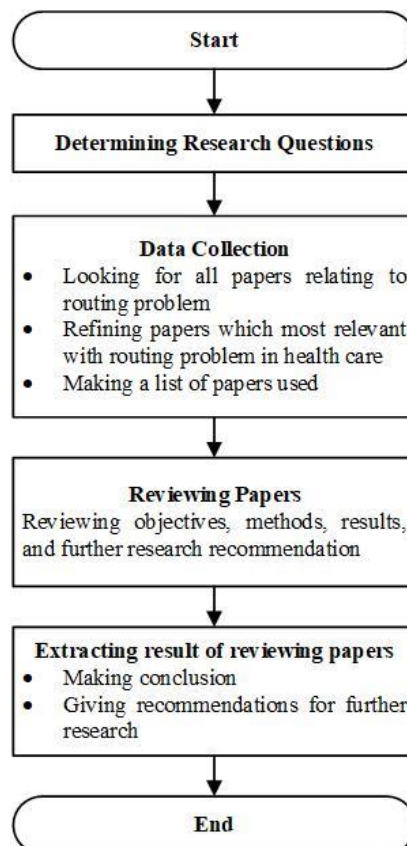 Start
Determining Research Questions
Data Collection
• Looking for all papers relating to
routing problem
• Refining papers which most relevant
with routing problem in health care
• Making a list of papers used
Reviewing Papers
Reviewing objectives, methods, results,
and further research recommendation
Extracting result of reviewing papers
• Making conclusion
• Giving recommendations for further
research
End